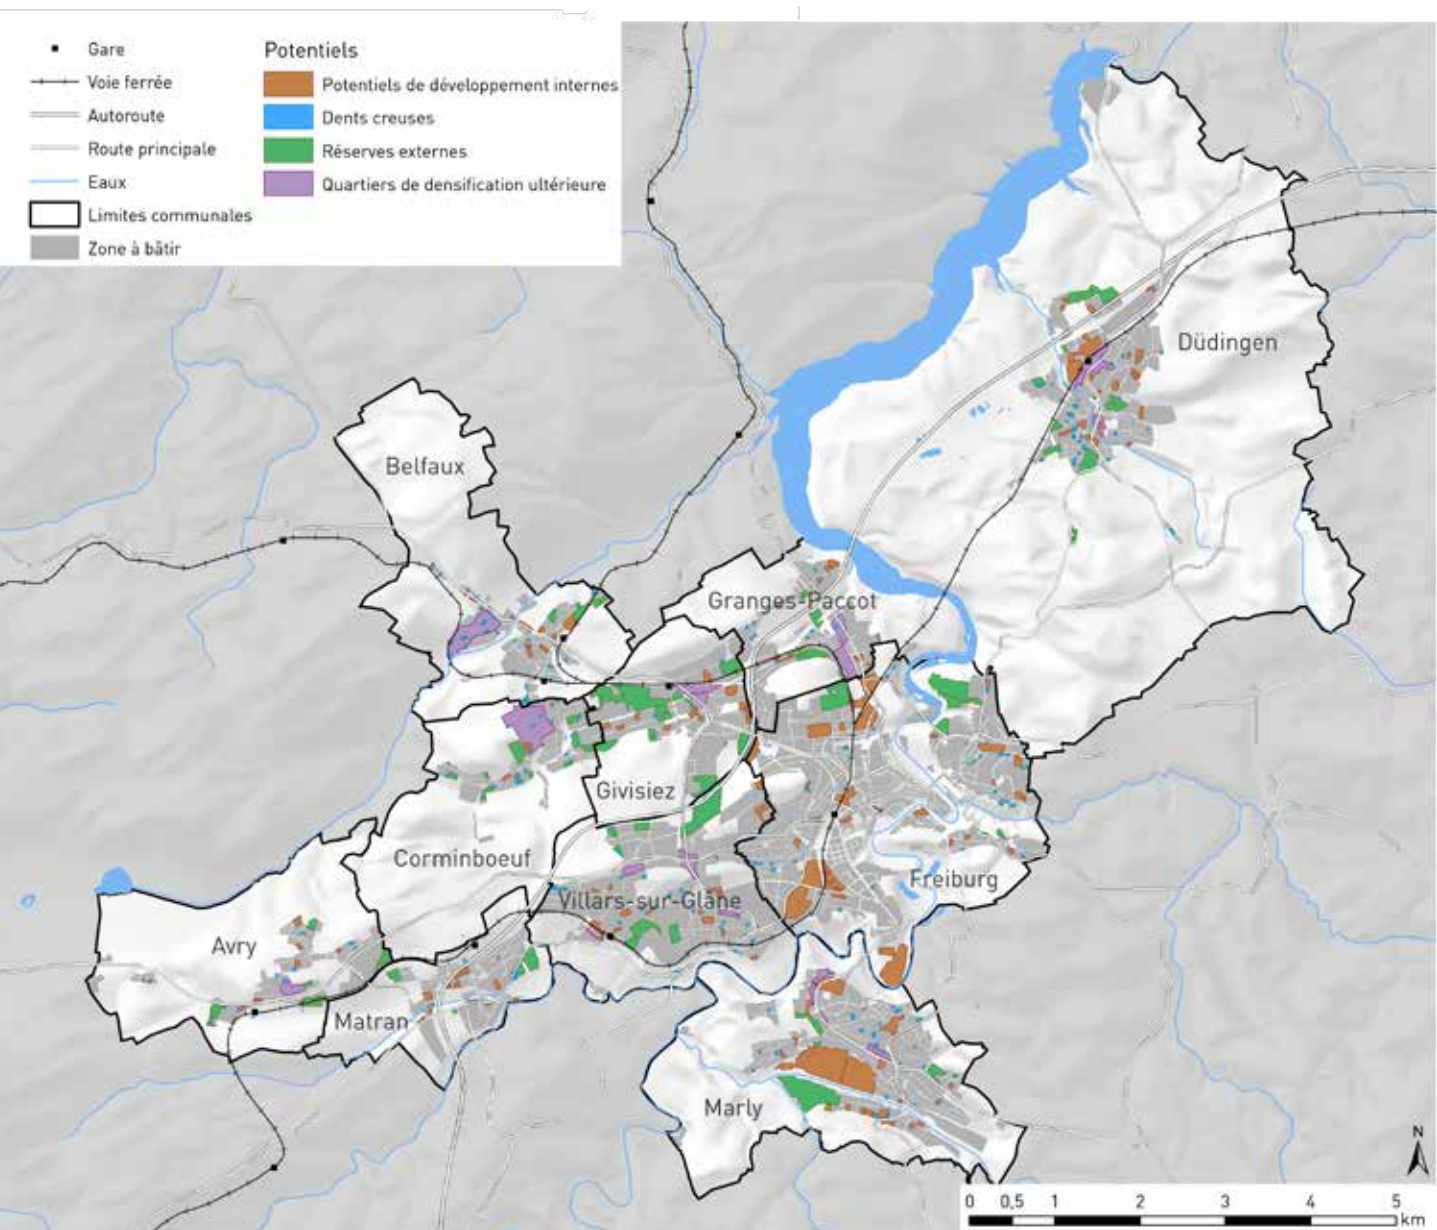 Gare
Voie ferrée
Autoroute
Route principale
Eaux
Limites communales
Zone à bâtir
Potentiels
Potentiels de développement internes
Dents creuses
Réserves externes
Quartiers de densification ultérieure
Düdingen
Belfaux
Granges-Paccot
Givisiez
Corminboeuf
Villars-sur-Glâne
Freiburg
Avry
Matran
Marly
N
0 0,5 1 2 3 4 5
km